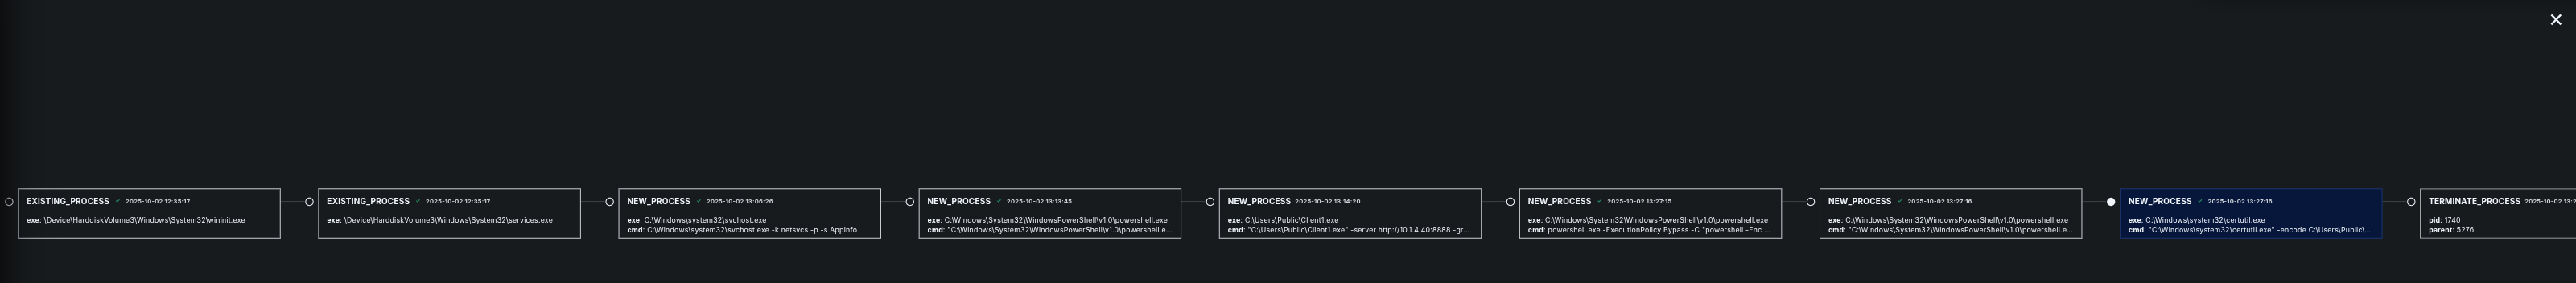 ✕
EXISTING_PROCESS ✓ 2025-10-02 12:35:17
exe: \Device\HarddiskVolume3\Windows\System32\wininit.exe
EXISTING_PROCESS ✓ 2025-10-02 12:35:17
exe: \Device\HarddiskVolume3\Windows\System32\services.exe
NEW_PROCESS ✓ 2025-10-02 13:06:26
exe: C:\Windows\system32\svchost.exe
cmd: C:\Windows\system32\svchost.exe -k netsvcs -p -s Appinfo
NEW_PROCESS ✓ 2025-10-02 13:13:45
exe: C:\Windows\System32\WindowsPowerShell\v1.0\powershell.exe
cmd: "C:\Windows\System32\WindowsPowerShell\v1.0\powershell.e...
NEW_PROCESS 2025-10-02 13:14:20
exe: C:\Users\Public\Client1.exe
cmd: "C:\Users\Public\Client1.exe" -server http://10.1.4.40:8888 -gr...
NEW_PROCESS ✓ 2025-10-02 13:27:15
exe: C:\Windows\System32\WindowsPowerShell\v1.0\powershell.exe
cmd: powershell.exe -ExecutionPolicy Bypass -C "powershell -Enc ...
NEW_PROCESS ✓ 2025-10-02 13:27:16
exe: C:\Windows\System32\WindowsPowerShell\v1.0\powershell.exe
cmd: "C:\Windows\System32\WindowsPowerShell\v1.0\powershell.e...
NEW_PROCESS ✓ 2025-10-02 13:27:16
exe: C:\Windows\system32\certutil.exe
cmd: "C:\Windows\system32\certutil.exe" -encode C:\Users\Public\...
TERMINATE_PROCESS 2025-10-02 13:2
pid: 1740
parent: 5276